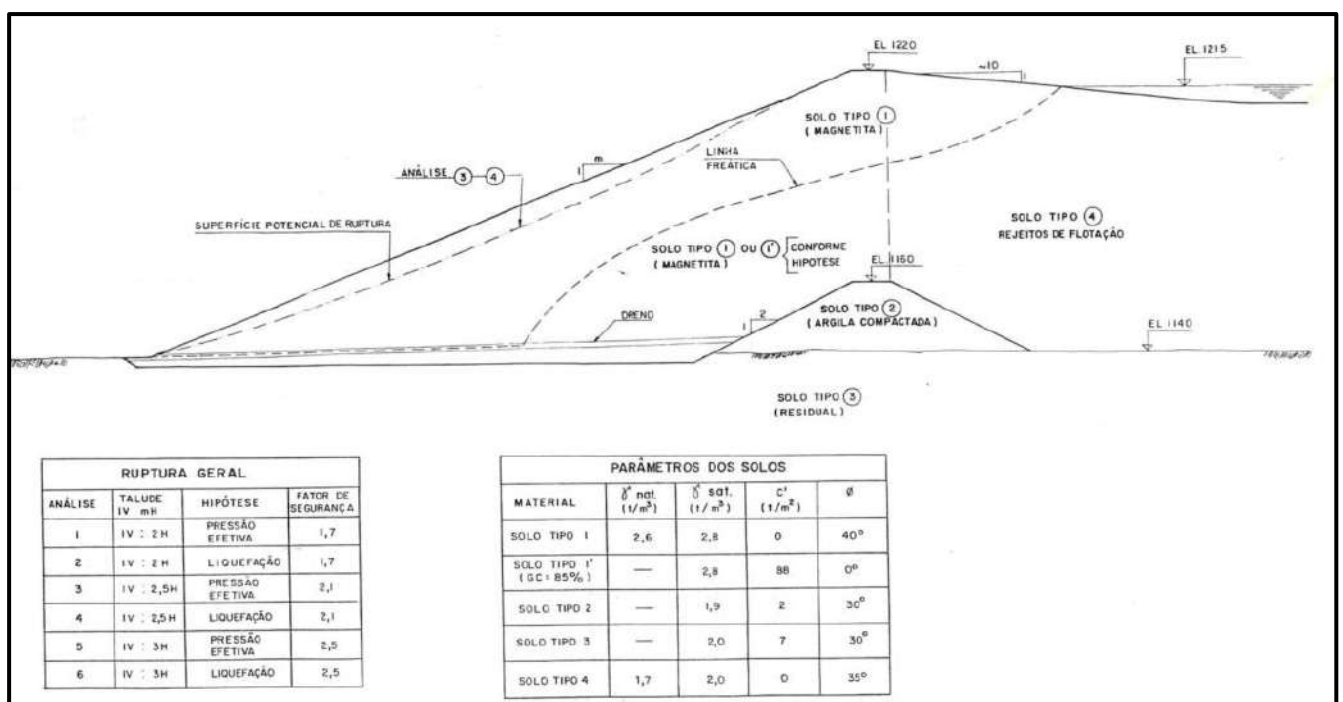 EL 1220
EL 1215
~10
1
SOLO TIPO 1
( MAGNETITA )
m
1
LINHA
FREÁTICA
ANÁLISE 3 - 4
SUPERFÍCIE POTENCIAL DE RUPTURA
SOLO TIPO 4
REJEITOS DE FLOTAÇÃO
SOLO TIPO 1 OU 1' { CONFORME
(MAGNETITA) HIPOTESE
EL 1160
DRENO
2
1
SOLO TIPO 2
(ARGILA COMPACTADA)
EL 1140
SOLO TIPO 3
(RESIDUAL)
RUPTURA GERAL
ANÁLISE TALUDE IV mH HIPÓTESE FATOR DE SEGURANÇA
1 IV : 2H PRESSÃO EFETIVA 1,7
2 IV : 2H LIQUEFAÇÃO 1,7
3 IV : 2,5H PRESSÃO EFETIVA 2,1
4 IV : 2,5H LIQUEFAÇÃO 2,1
5 IV : 3H PRESSÃO EFETIVA 2,5
6 IV : 3H LIQUEFAÇÃO 2,5
PARÂMETROS DOS SOLOS
MATERIAL γ nat. (t/m³) γ sat. (t/m³) C' (t/m²) Ø
SOLO TIPO 1 2,6 2,8 0 40°
SOLO TIPO 1' (GC = 85%) — 2,8 88 0°
SOLO TIPO 2 — 1,9 2 30°
SOLO TIPO 3 — 2,0 7 30°
SOLO TIPO 4 1,7 2,0 0 35°